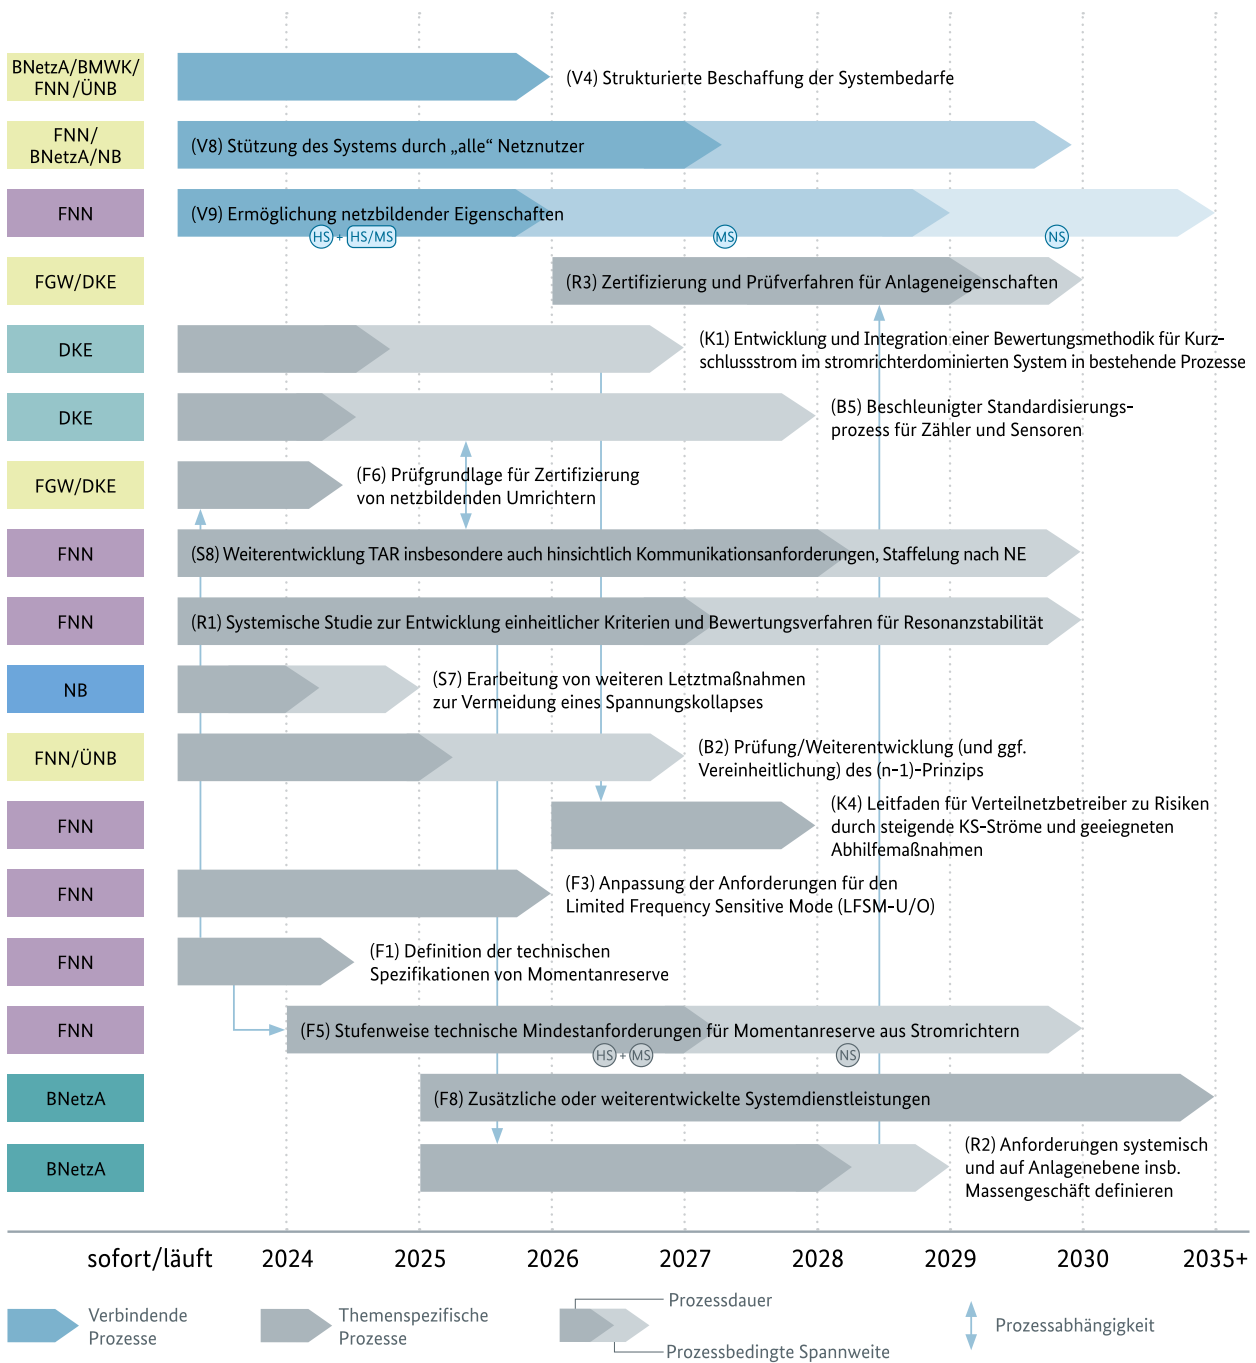 BNetzA/BMWK/
FNN/ÜNB
(V4) Strukturierte Beschaffung der Systembedarfe
FNN/
BNetzA/NB
(V8) Stützung des Systems durch „alle“ Netznutzer
FNN
(V9) Ermöglichung netzbildender Eigenschaften
HS + HS/MS
MS
NS
FGW/DKE
(R3) Zertifizierung und Prüfverfahren für Anlageneigenschaften
DKE
(K1) Entwicklung und Integration einer Bewertungsmethodik für Kurz-
schlussstrom im stromrichterdominierten System in bestehende Prozesse
DKE
(B5) Beschleunigter Standardisierungs-
prozess für Zähler und Sensoren
FGW/DKE
(F6) Prüfgrundlage für Zertifizierung
von netzbildenden Umrichtern
FNN
(S8) Weiterentwicklung TAR insbesondere auch hinsichtlich Kommunikationsanforderungen, Staffelung nach NE
FNN
(R1) Systemische Studie zur Entwicklung einheitlicher Kriterien und Bewertungsverfahren für Resonanzstabilität
NB
(S7) Erarbeitung von weiteren Letztmaßnahmen
zur Vermeidung eines Spannungskollapses
FNN/ÜNB
(B2) Prüfung/Weiterentwicklung (und ggf.
Vereinheitlichung) des (n-1)-Prinzips
FNN
(K4) Leitfaden für Verteilnetzbetreiber zu Risiken
durch steigende KS-Ströme und geeiegneten
Abhilfemaßnahmen
FNN
(F3) Anpassung der Anforderungen für den
Limited Frequency Sensitive Mode (LFSM-U/O)
FNN
(F1) Definition der technischen
Spezifikationen von Momentanreserve
FNN
(F5) Stufenweise technische Mindestanforderungen für Momentanreserve aus Stromrichtern
HS + MS
NS
BNetzA
(F8) Zusätzliche oder weiterentwickelte Systemdienstleistungen
BNetzA
(R2) Anforderungen systemisch
und auf Anlagenebene insb.
Massengeschäft definieren
sofort/läuft 2024 2025 2026 2027 2028 2029 2030 2035+
Verbindende
Prozesse
Themenspezifische
Prozesse
Prozessdauer
Prozessbedingte Spannweite
Prozessabhängigkeit